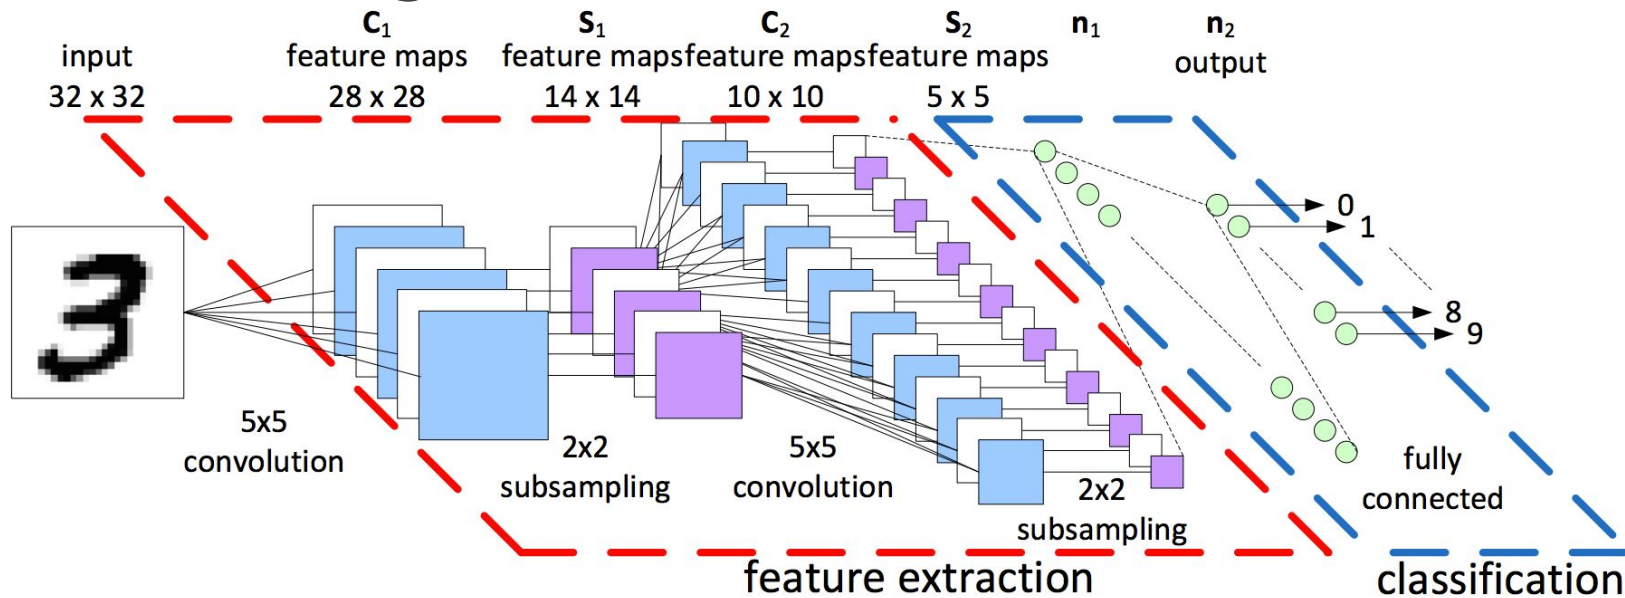 C1
S1
C2
S2
n1
n2
input
feature maps
feature maps
feature maps
feature maps
output
32 x 32
28 x 28
14 x 14
10 x 10
5 x 5
0
1
8
9
5x5
convolution
2x2
subsampling
5x5
convolution
2x2
subsampling
fully
connected
feature extraction
classification